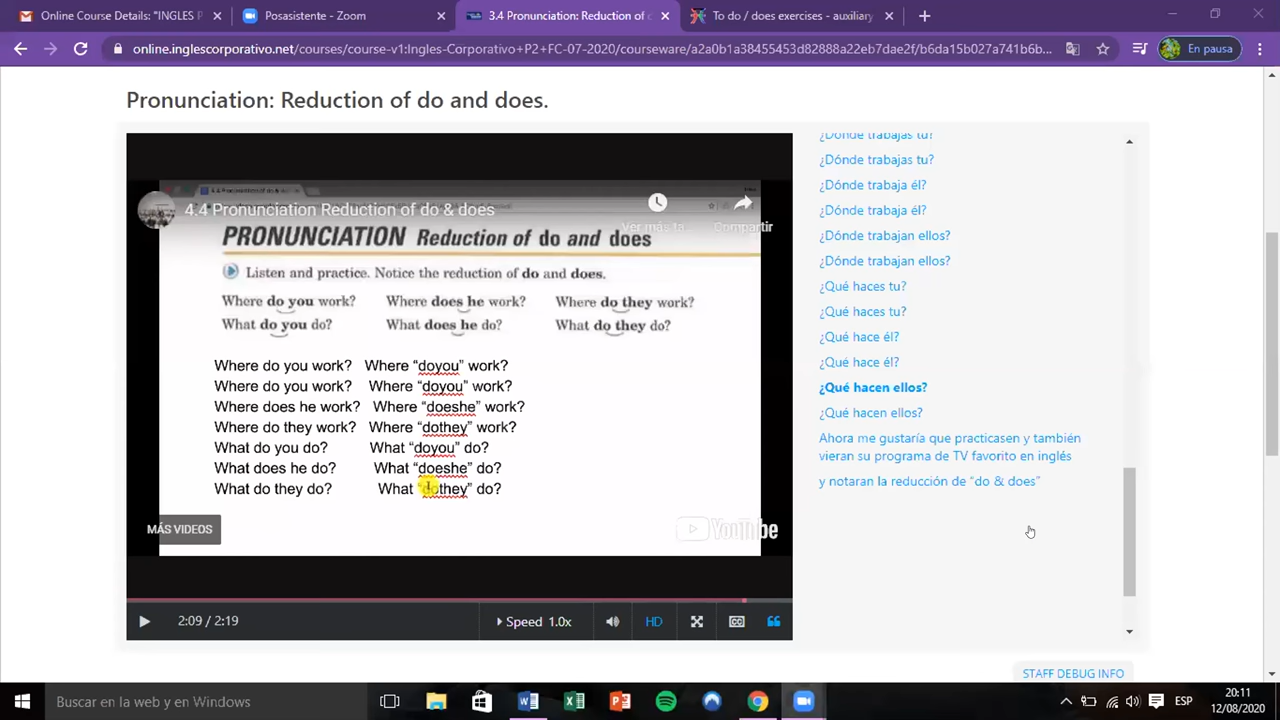 Online Course Details: "INGLES P
Posasistente - Zoom
3.4 Pronunciation: Reduction of d
To do / does exercises - auxiliary
online.inglescorporativo.net/courses/course-v1:Ingles-Corporativo+P2+FC-07-2020/courseware/a2a0b1a38455453d82888a22eb7dae2f/b6da15b027a741b6b...
En pausa
Pronunciation: Reduction of do and does.
4.4 Pronunciation Reduction of do & does
Ver más ta...
Compartir
PRONUNCIATION Reduction of do and does
Listen and practice. Notice the reduction of do and does.
Where do you work? Where does he work? Where do they work?
What do you do? What does he do? What do they do?
Where do you work? Where "doyou" work?
Where do you work? Where "doyou" work?
Where does he work? Where "doeshe" work?
Where do they work? Where "dothey" work?
What do you do? What "doyou" do?
What does he do? What "doeshe" do?
What do they do? What "dothey" do?
MÁS VIDEOS
YouTube
2:09 / 2:19
Speed 1.0x
HD
CC
¿Dónde trabajas tu?
¿Dónde trabajas tu?
¿Dónde trabaja él?
¿Dónde trabaja él?
¿Dónde trabajan ellos?
¿Dónde trabajan ellos?
¿Qué haces tu?
¿Qué haces tu?
¿Qué hace él?
¿Qué hace él?
¿Qué hacen ellos?
¿Qué hacen ellos?
Ahora me gustaría que practicasen y también
vieran su programa de TV favorito en inglés
y notaran la reducción de "do & does"
STAFF DEBUG INFO
Buscar en la web y en Windows
ESP
20:11
12/08/2020